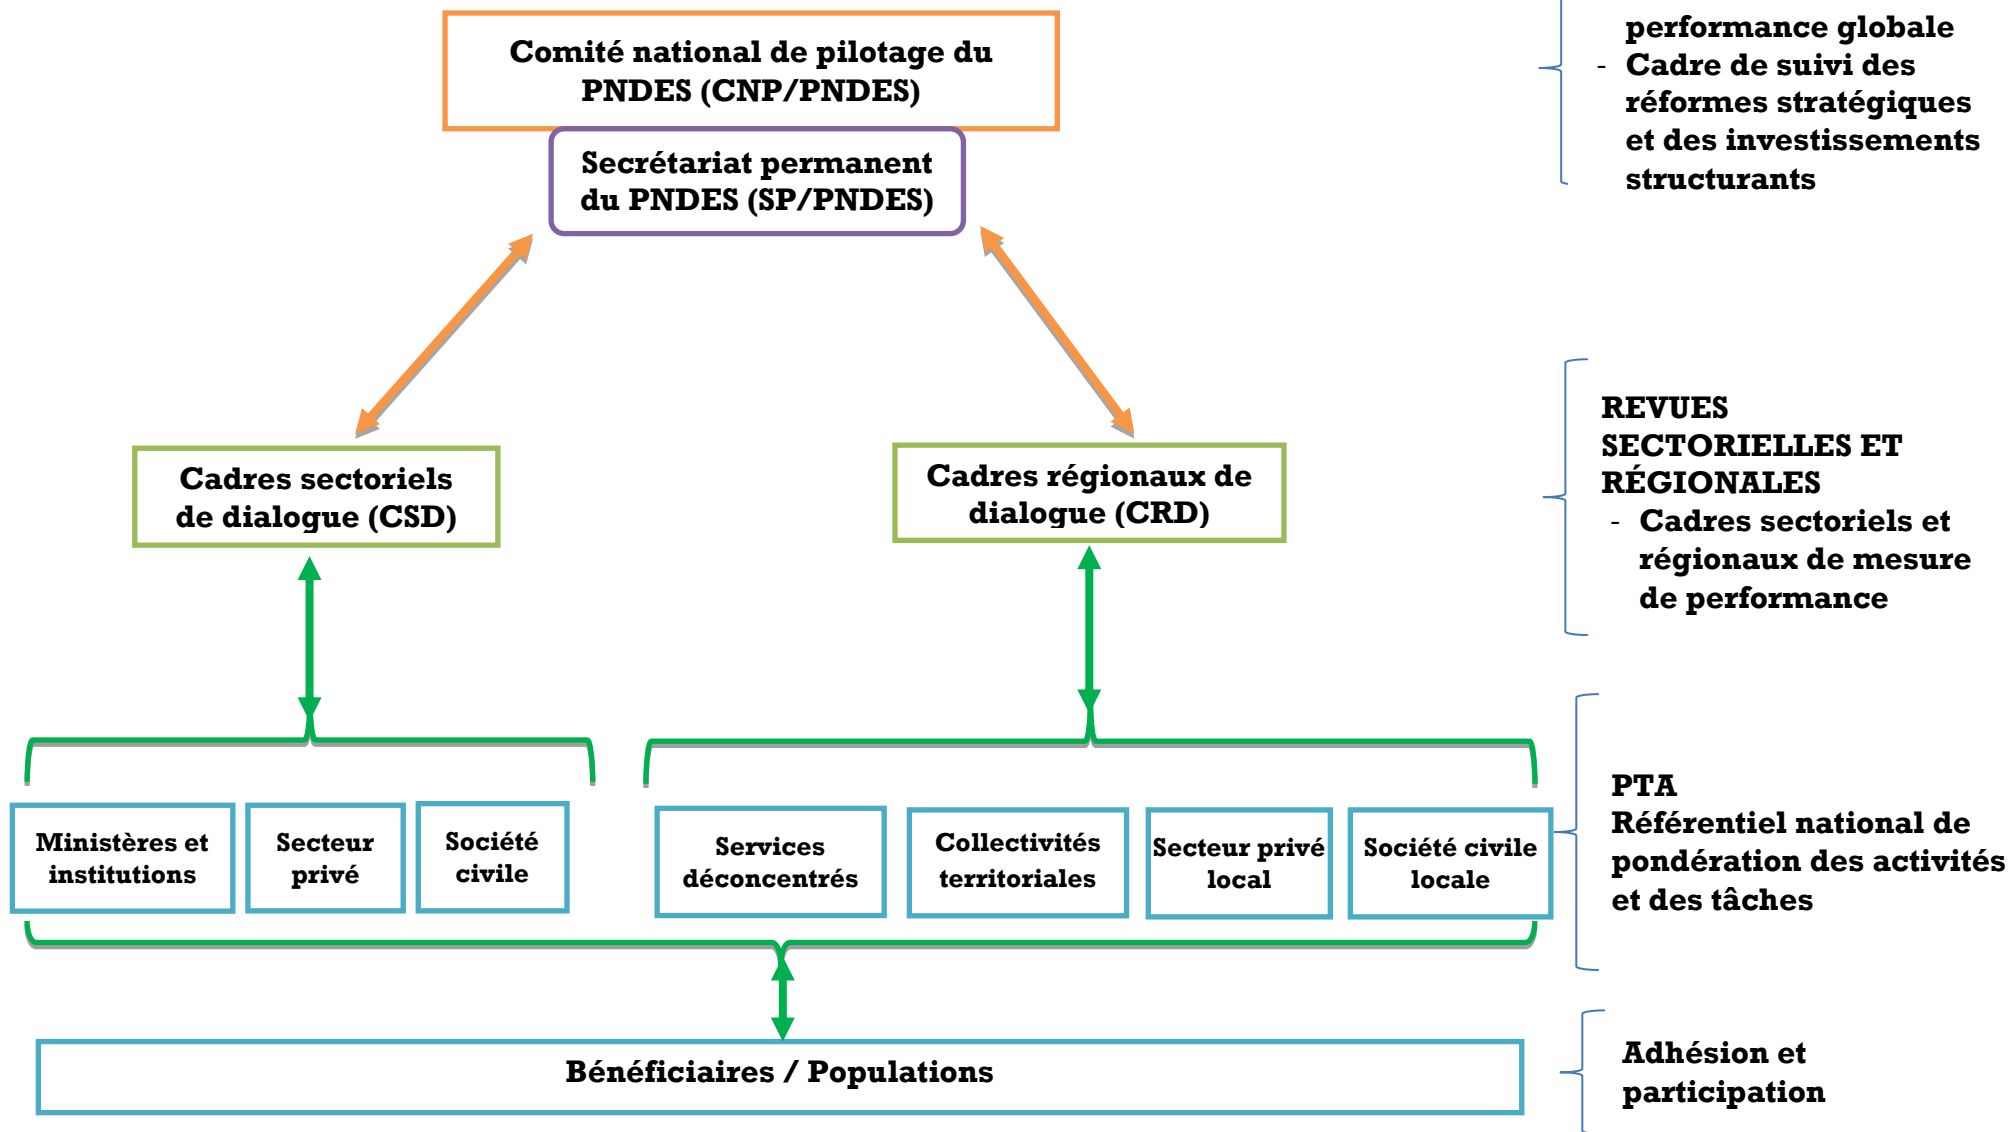 Comité national de pilotage du
PNDES (CNP/PNDES)
Secrétariat permanent
du PNDES (SP/PNDES)
performance globale
- Cadre de suivi des
réformes stratégiques
et des investissements
structurants
Cadres sectoriels
de dialogue (CSD)
Cadres régionaux de
dialogue (CRD)
REVUES
SECTORIELLES ET
RÉGIONALES
- Cadres sectoriels et
régionaux de mesure
de performance
Ministères et
institutions
Secteur
privé
Société
civile
Services
déconcentrés
Collectivités
territoriales
Secteur privé
local
Société civile
locale
PTA
Référentiel national de
pondération des activités
et des tâches
Bénéficiaires / Populations
Adhésion et
participation